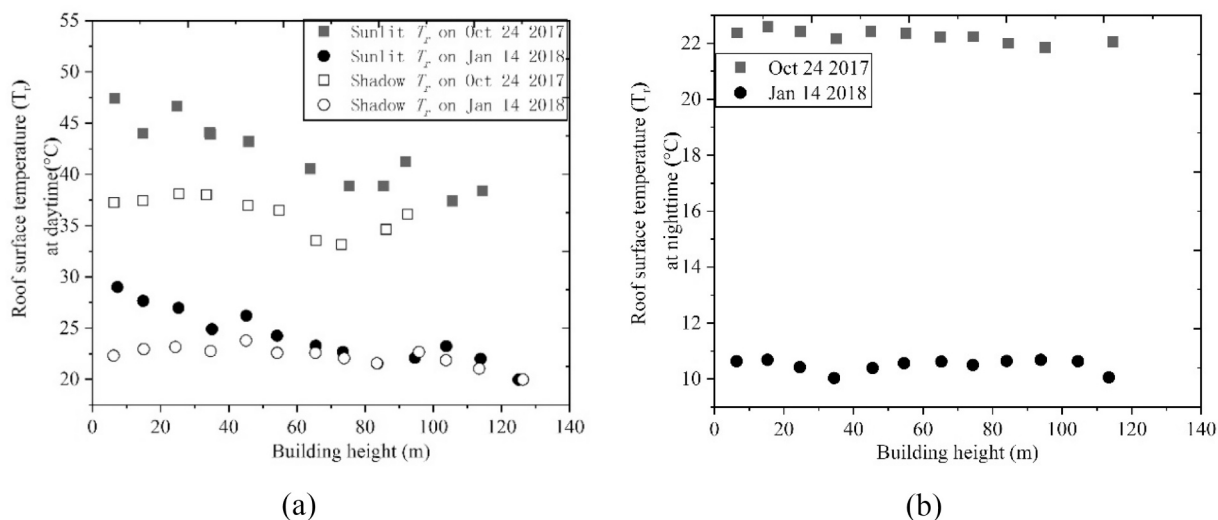 55
50
45
40
35
30
25
20
Roof surface temperature (Tr)
at daytime(°C)
Sunlit Tr on Oct 24 2017
Sunlit Tr on Jan 14 2018
Shadow Tr on Oct 24 2017
Shadow Tr on Jan 14 2018
0 20 40 60 80 100 120 140
Building height (m)
(a)
22
20
18
16
14
12
10
Roof surface temperature (Tr)
at nighttime (°C)
Oct 24 2017
Jan 14 2018
0 20 40 60 80 100 120 140
Building height (m)
(b)